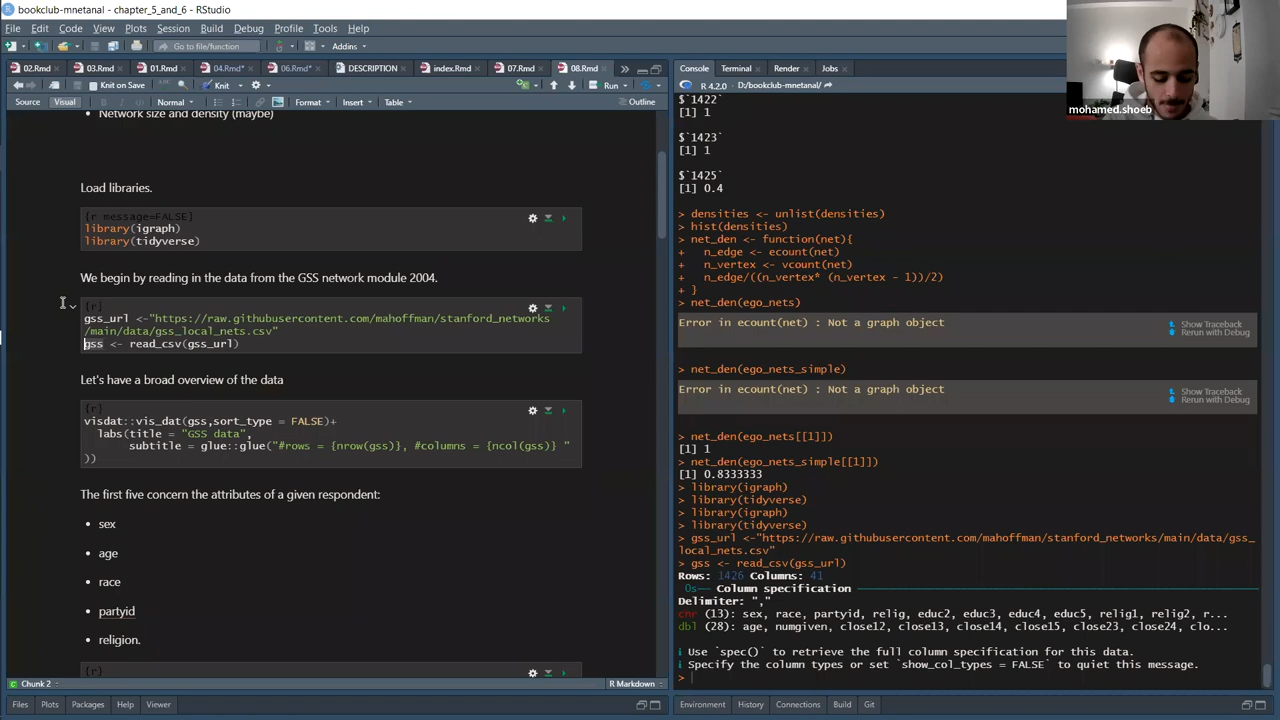 bookclub-mnetanal - chapter_5_and_6 - RStudio
File Edit Code View Plots Session Build Debug Profile Tools Help
Go to file/function Addins
02.Rmd 03.Rmd 01.Rmd 04.Rmd* 06.Rmd* DESCRIPTION index.Rmd 07.Rmd 08.Rmd
Knit on Save Knit Run
Source Visual B I Normal Format Insert Table Outline
Network size and density (maybe)
Load libraries.
{r message=FALSE}
library(igraph)
library(tidyverse)
We begin by reading in the data from the GSS network module 2004.
{r}
gss_url <-"https://raw.githubusercontent.com/mahoffman/stanford_networks
/main/data/gss_local_nets.csv"
gss <- read_csv(gss_url)
Let's have a broad overview of the data
{r}
visdat::vis_dat(gss,sort_type = FALSE)+
labs(title = "GSS data",
subtitle = glue::glue("#rows = {nrow(gss)}, #columns = {ncol(gss)} "
))
The first five concern the attributes of a given respondent:
sex
age
race
partyid
religion.
{r}
Chunk 2 R Markdown
Files Plots Packages Help Viewer
Console Terminal Render Jobs
R 4.2.0 · D:/bookclub-mnetanal/
$`1422`
[1] 1
$`1423`
[1] 1
$`1425`
[1] 0.4
> densities <- unlist(densities)
> hist(densities)
> net_den <- function(net){
+ n_edge <- ecount(net)
+ n_vertex <- vcount(net)
+ n_edge/((n_vertex* (n_vertex - 1))/2)
+ }
> net_den(ego_nets)
Error in ecount(net) : Not a graph object
Show Traceback
Rerun with Debug
> net_den(ego_nets_simple)
Error in ecount(net) : Not a graph object
Show Traceback
Rerun with Debug
> net_den(ego_nets[[1]])
[1] 1
> net_den(ego_nets_simple[[1]])
[1] 0.8333333
> library(igraph)
> library(tidyverse)
> library(igraph)
> library(tidyverse)
> gss_url <-"https://raw.githubusercontent.com/mahoffman/stanford_networks/main/data/gss_
local_nets.csv"
> gss <- read_csv(gss_url)
Rows: 1426 Columns: 41
Column specification
Delimiter: ","
chr (13): sex, race, partyid, relig, educ2, educ3, educ4, educ5, relig1, relig2, r...
dbl (28): age, numgiven, close12, close13, close14, close15, close23, close24, clo...
i Use `spec()` to retrieve the full column specification for this data.
i Specify the column types or set `show_col_types = FALSE` to quiet this message.
>
Environment History Connections Build Git
mohamed.shoeb